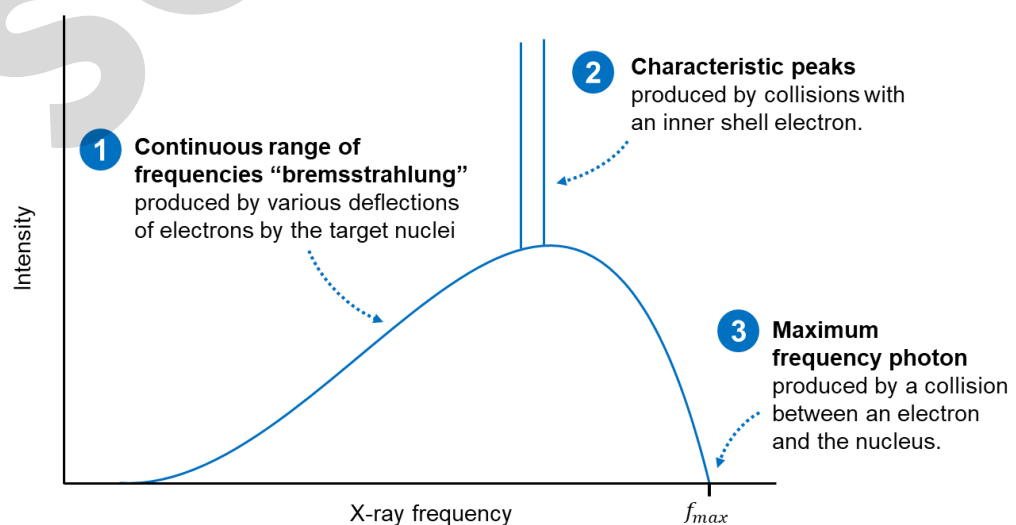 2
Characteristic peaks
produced by collisions with
an inner shell electron.
1
Continuous range of
frequencies “bremsstrahlung”
produced by various deflections
of electrons by the target nuclei
Intensity
3
Maximum
frequency photon
produced by a collision
between an electron
and the nucleus.
X-ray frequency
fmax